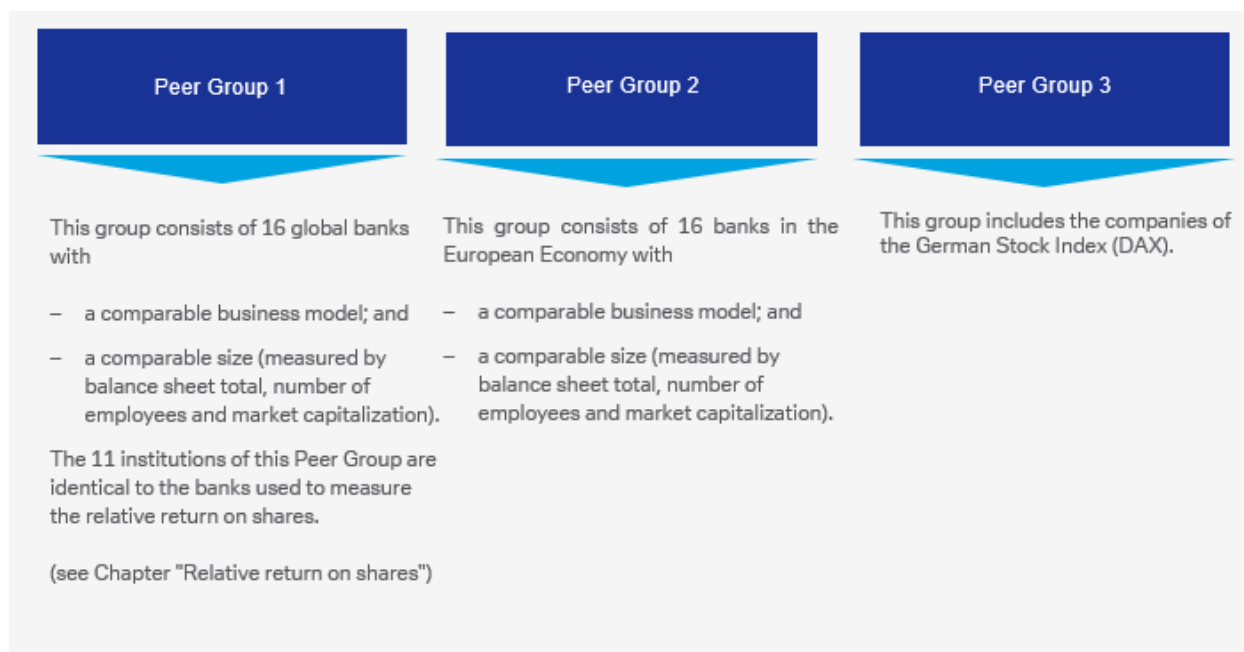 Peer Group 1
This group consists of 16 global banks
with
– a comparable business model; and
– a comparable size (measured by
balance sheet total, number of
employees and market capitalization).
The 11 institutions of this Peer Group are
identical to the banks used to measure
the relative return on shares.
(see Chapter "Relative return on shares")
Peer Group 2
This group consists of 16 banks in the
European Economy with
– a comparable business model; and
– a comparable size (measured by
balance sheet total, number of
employees and market capitalization).
Peer Group 3
This group includes the companies of
the German Stock Index (DAX).